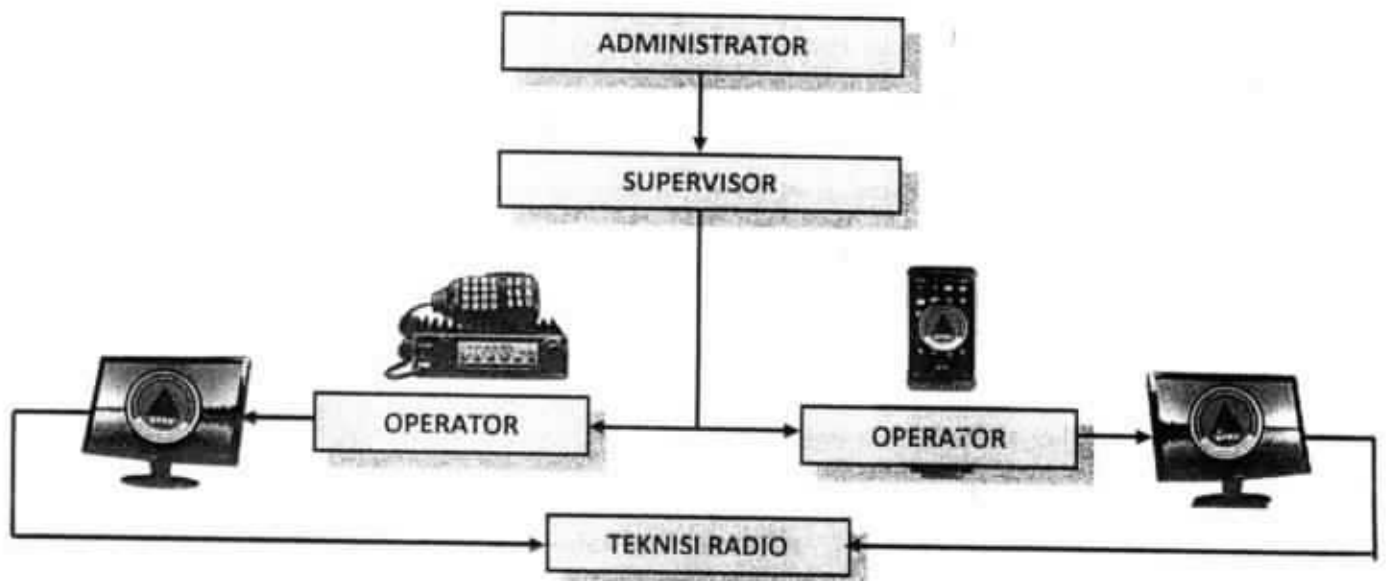 ADMINISTRATOR
SUPERVISOR
OPERATOR
OPERATOR
TEKNISI RADIO